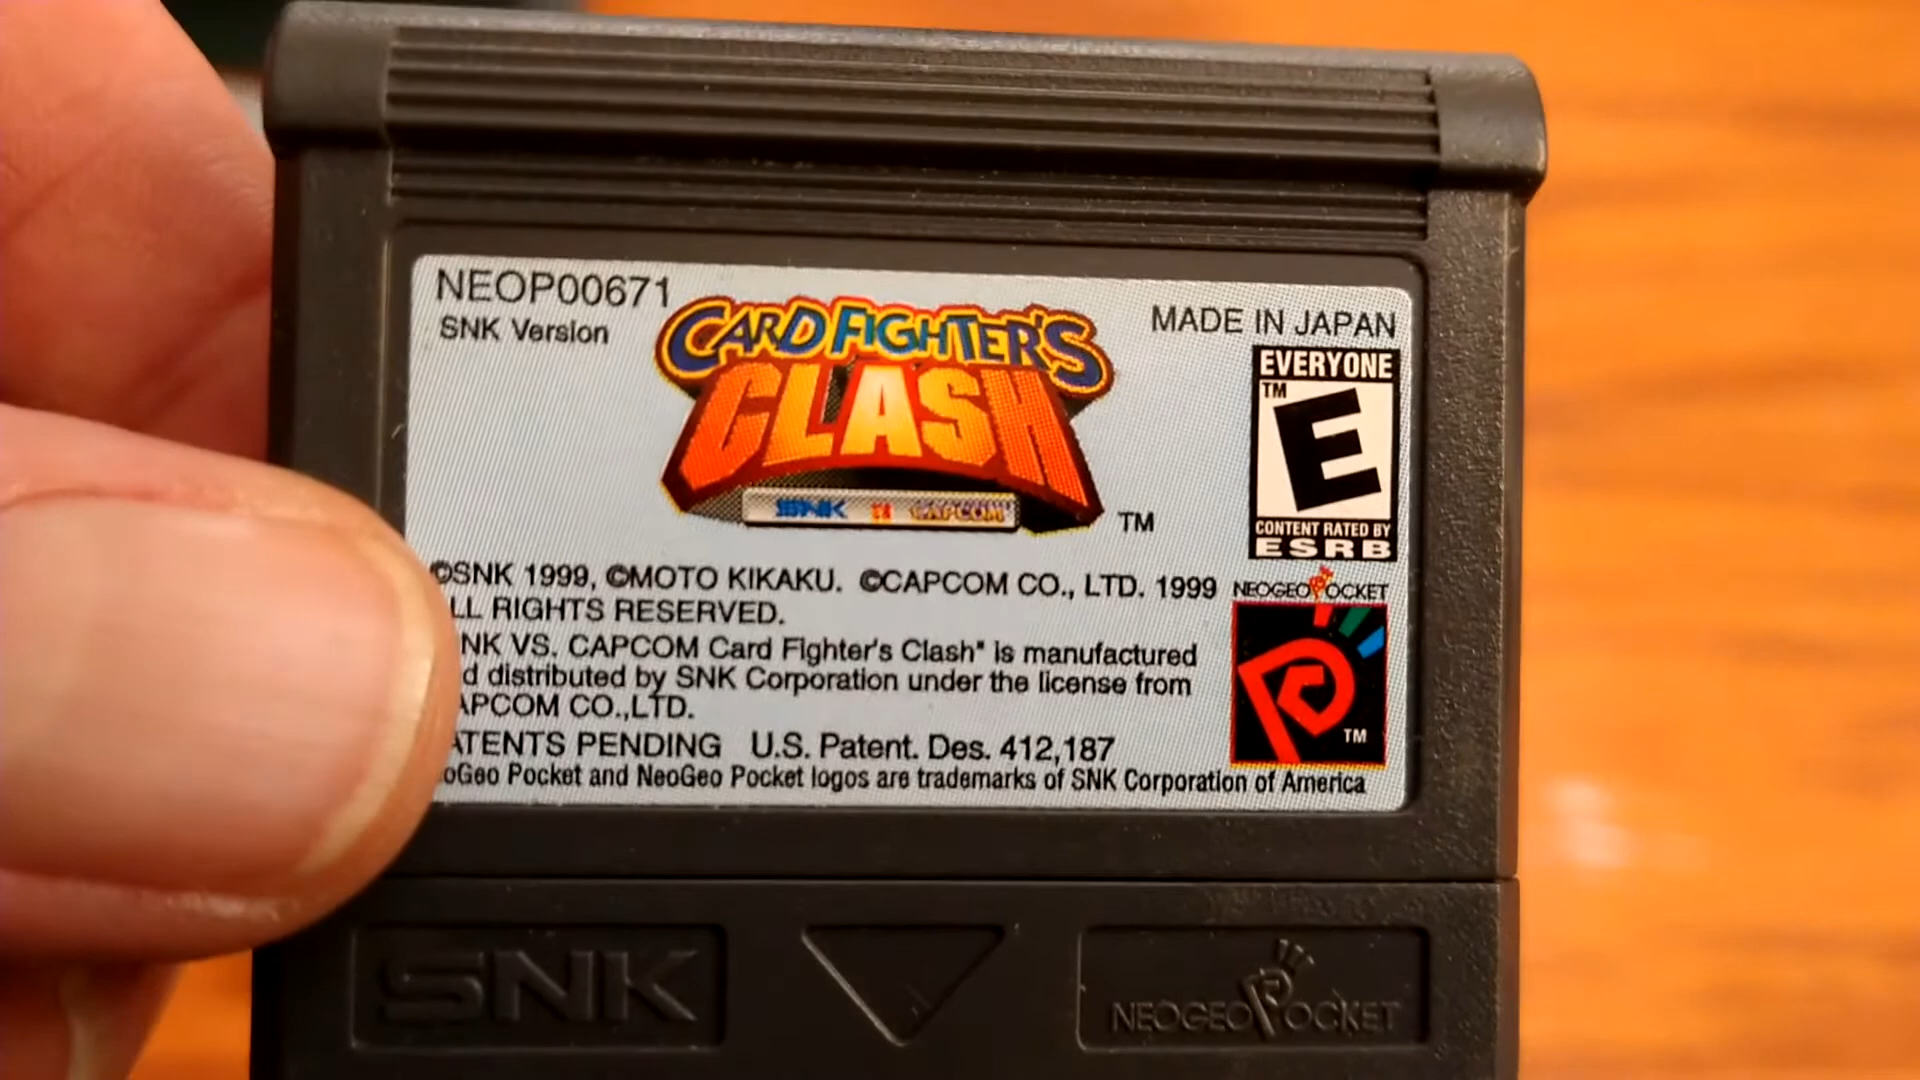 NEOP00671
SNK Version
CARD FIGHTER'S
CLASH
SNK VS CAPCOM
TM
MADE IN JAPAN
EVERYONE
TM
E
CONTENT RATED BY
ESRB
©SNK 1999, ©MOTO KIKAKU. ©CAPCOM CO., LTD. 1999
LL RIGHTS RESERVED.
NK VS. CAPCOM Card Fighter's Clash" is manufactured
d distributed by SNK Corporation under the license from
APCOM CO.,LTD.
ATENTS PENDING U.S. Patent. Des. 412,187
oGeo Pocket and NeoGeo Pocket logos are trademarks of SNK Corporation of America
NEOGEO POCKET
TM
SNK
NEOGEO POCKET